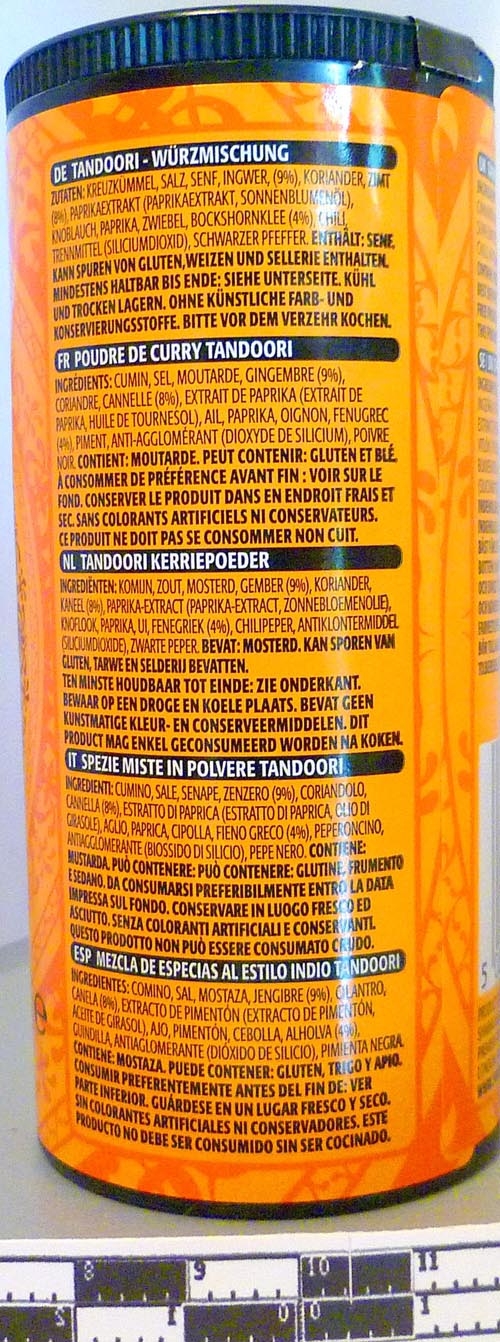 DE TANDOORI - WÜRZMISCHUNG
ZUTATEN: KREUZKÜMMEL, SALZ, SENF, INGWER, (9%), KORIANDER, ZIMT
(8%), PAPRIKAEXTRAKT (PAPRIKAEXTRAKT, SONNENBLUMENÖL),
KNOBLAUCH, PAPRIKA, ZWIEBEL, BOCKSHORNKLEE (4%), CHILI,
TRENNMITTEL (SILICIUMDIOXID), SCHWARZER PFEFFER. ENTHÄLT: SENF,
KANN SPUREN VON GLUTEN, WEIZEN UND SELLERIE ENTHALTEN.
MINDESTENS HALTBAR BIS ENDE: SIEHE UNTERSEITE. KÜHL
UND TROCKEN LAGERN. OHNE KÜNSTLICHE FARB- UND
KONSERVIERUNGSSTOFFE. BITTE VOR DEM VERZEHR KOCHEN.
FR POUDRE DE CURRY TANDOORI
INGRÉDIENTS: CUMIN, SEL, MOUTARDE, GINGEMBRE (9%),
CORIANDRE, CANNELLE (8%), EXTRAIT DE PAPRIKA (EXTRAIT DE
PAPRIKA, HUILE DE TOURNESOL), AIL, PAPRIKA, OIGNON, FENUGREC
(4%), PIMENT, ANTI-AGGLOMÉRANT (DIOXYDE DE SILICIUM), POIVRE
NOIR. CONTIENT: MOUTARDE. PEUT CONTENIR: GLUTEN ET BLÉ.
À CONSOMMER DE PRÉFÉRENCE AVANT FIN : VOIR SUR LE
FOND. CONSERVER LE PRODUIT DANS EN ENDROIT FRAIS ET
SEC. SANS COLORANTS ARTIFICIELS NI CONSERVATEURS.
CE PRODUIT NE DOIT PAS SE CONSOMMER NON CUIT.
NL TANDOORI KERRIEPOEDER
INGREDIËNTEN: KOMIJN, ZOUT, MOSTERD, GEMBER (9%), KORIANDER,
KANEEL (8%), PAPRIKA-EXTRACT (PAPRIKA-EXTRACT, ZONNEBLOEMENOLIE),
KNOFLOOK, PAPRIKA, UI, FENEGRIEK (4%), CHILIPEPER, ANTIKLONTERMIDDEL
(SILICIUMDIOXIDE), ZWARTE PEPER. BEVAT: MOSTERD. KAN SPOREN VAN
GLUTEN, TARWE EN SELDERIJ BEVATTEN.
TEN MINSTE HOUDBAAR TOT EINDE: ZIE ONDERKANT.
BEWAAR OP EEN DROGE EN KOELE PLAATS. BEVAT GEEN
KUNSTMATIGE KLEUR- EN CONSERVEERMIDDELEN. DIT
PRODUCT MAG ENKEL GECONSUMEERD WORDEN NA KOKEN.
IT SPEZIE MISTE IN POLVERE TANDOORI
INGREDIENTI: CUMINO, SALE, SENAPE, ZENZERO (9%), CORIANDOLO,
CANNELLA (8%), ESTRATTO DI PAPRICA (ESTRATTO DI PAPRICA, OLIO DI
GIRASOLE), AGLIO, PAPRICA, CIPOLLA, FIENO GRECO (4%), PEPERONCINO,
ANTIAGGLOMERANTE (BIOSSIDO DI SILICIO), PEPE NERO. CONTIENE:
MUSTARDA. PUÒ CONTENERE: PUÒ CONTENERE: GLUTINE, FRUMENTO
E SEDANO. DA CONSUMARSI PREFERIBILMENTE ENTRO LA DATA
IMPRESSA SUL FONDO. CONSERVARE IN LUOGO FRESCO ED
ASCIUTTO. SENZA COLORANTI ARTIFICIALI E CONSERVANTI.
QUESTO PRODOTTO NON PUÒ ESSERE CONSUMATO CRUDO.
ESP MEZCLA DE ESPECIAS AL ESTILO INDIO TANDOORI
INGREDIENTES: COMINO, SAL, MOSTAZA, JENGIBRE (9%), CILANTRO,
CANELA (8%), EXTRACTO DE PIMENTÓN (EXTRACTO DE PIMENTÓN,
ACEITE DE GIRASOL), AJO, PIMENTÓN, CEBOLLA, ALHOLVA (4%),
GUINDILLA, ANTIAGLOMERANTE (DIÓXIDO DE SILICIO), PIMIENTA NEGRA.
CONTIENE: MOSTAZA. PUEDE CONTENER: GLUTEN, TRIGO Y APIO.
CONSUMIR PREFERENTEMENTE ANTES DEL FIN DE: VER
PARTE INFERIOR. GUÁRDESE EN UN LUGAR FRESCO Y SECO.
SIN COLORANTES ARTIFICIALES NI CONSERVADORES. ESTE
PRODUCTO NO DEBE SER CONSUMIDO SIN SER COCINADO.
5
8 9 10 11